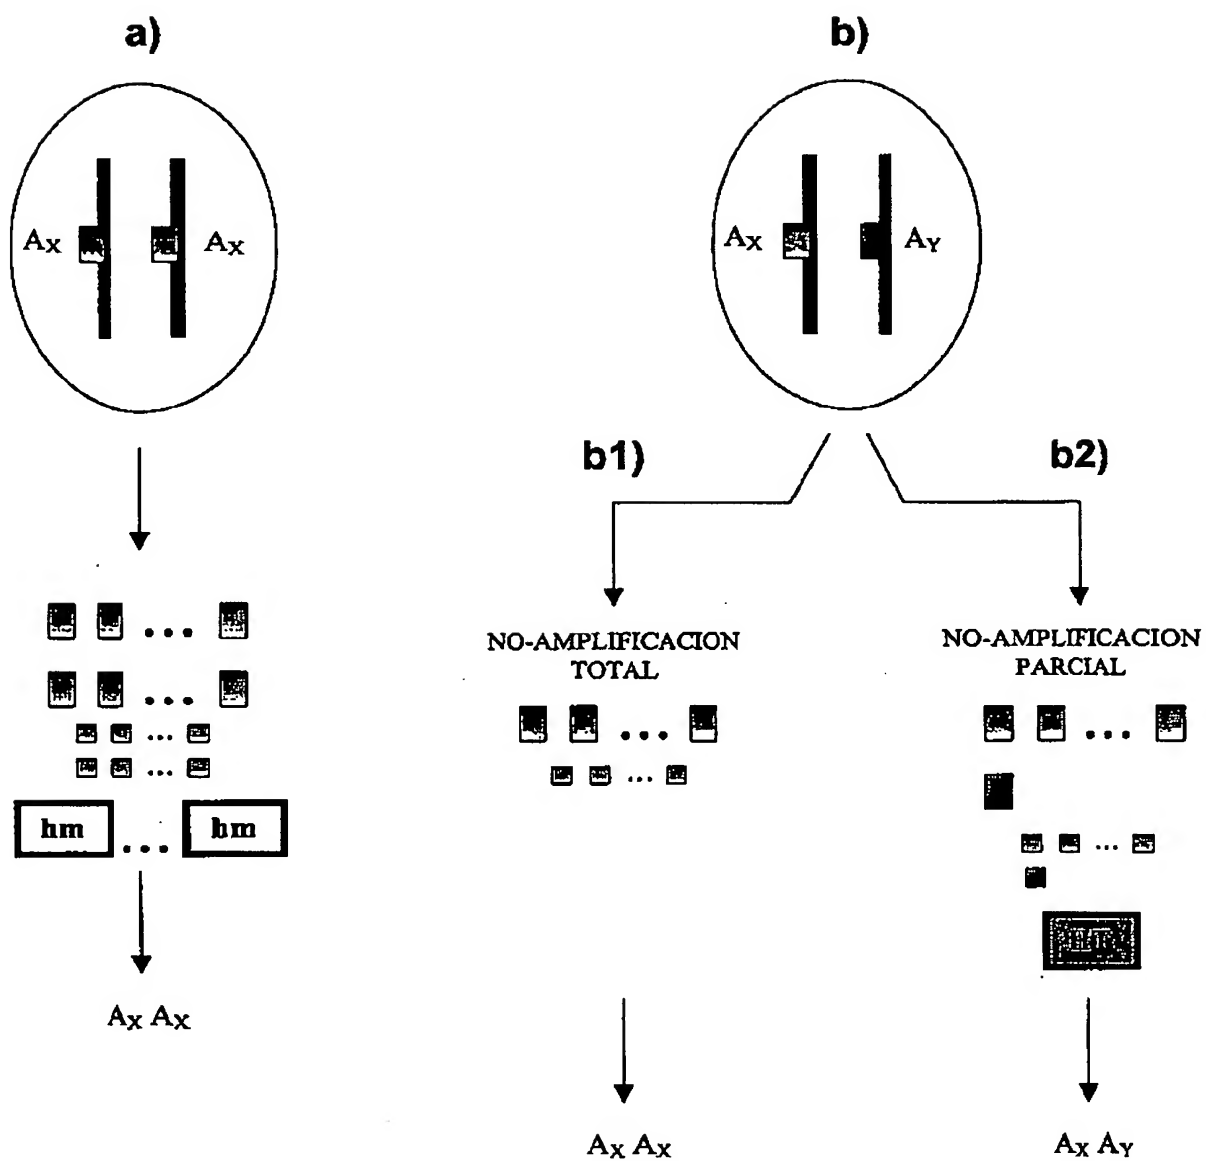 a)
b)
AX AX
AX AY
b1)
b2)
NO-AMPLIFICACION
TOTAL
NO-AMPLIFICACION
PARCIAL
...
...
...
...
...
...
...
...
hm ... hm
AX AX
AX AX
AX AY